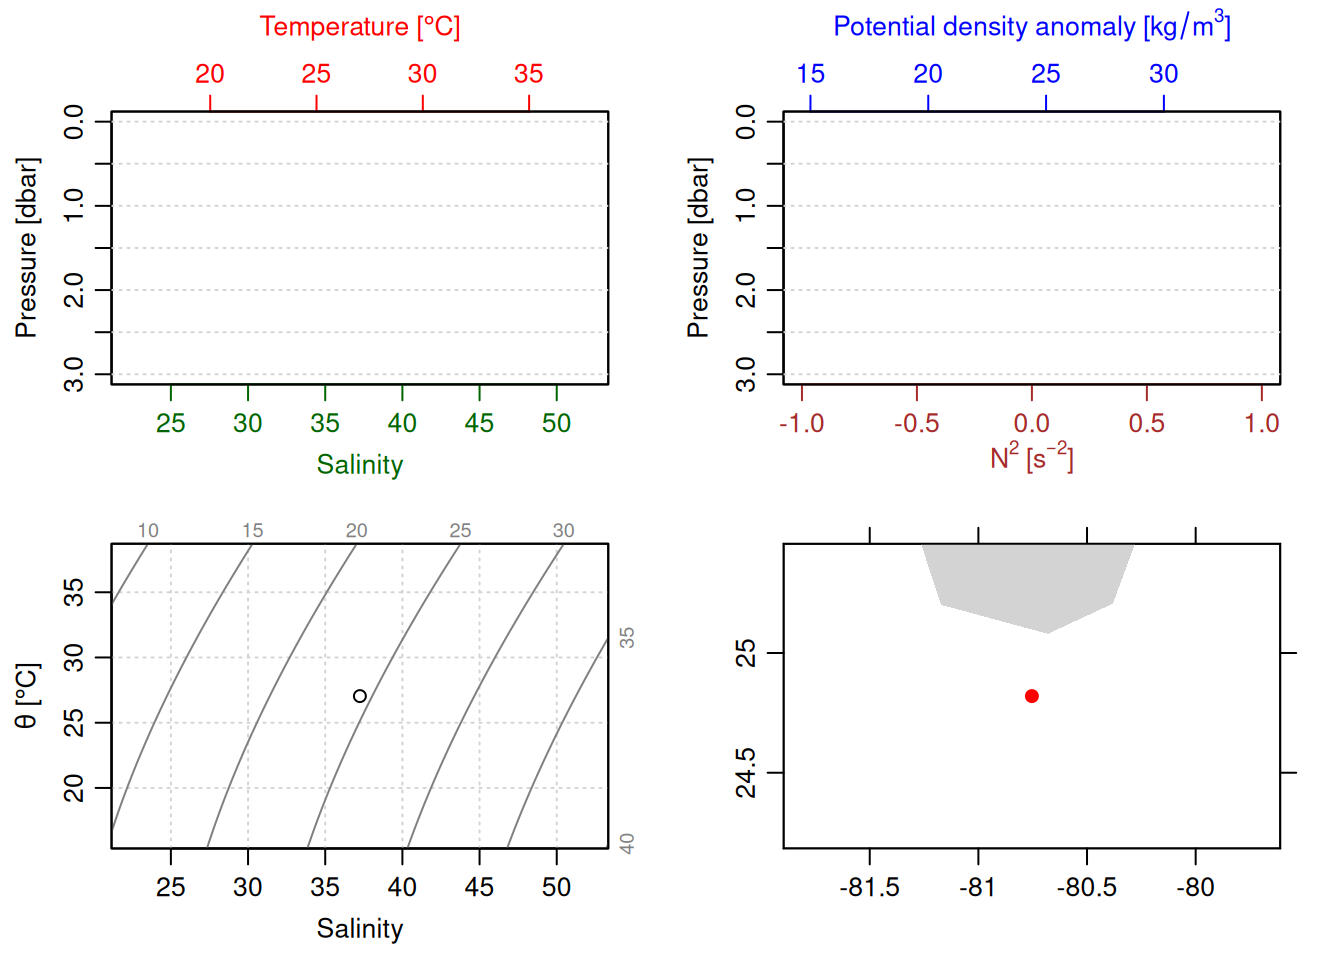 Temperature [°C]
20 25 30 35
0.0 1.0 2.0 3.0
Pressure [dbar]
25 30 35 40 45 50
Salinity
Potential density anomaly [kg/m³]
15 20 25 30
0.0 1.0 2.0 3.0
Pressure [dbar]
-1.0 -0.5 0.0 0.5 1.0
N² [s⁻²]
10 15 20 25 30
35 30 25 20
θ [°C]
35
40
25 30 35 40 45 50
Salinity
25
24.5
-81.5 -81 -80.5 -80